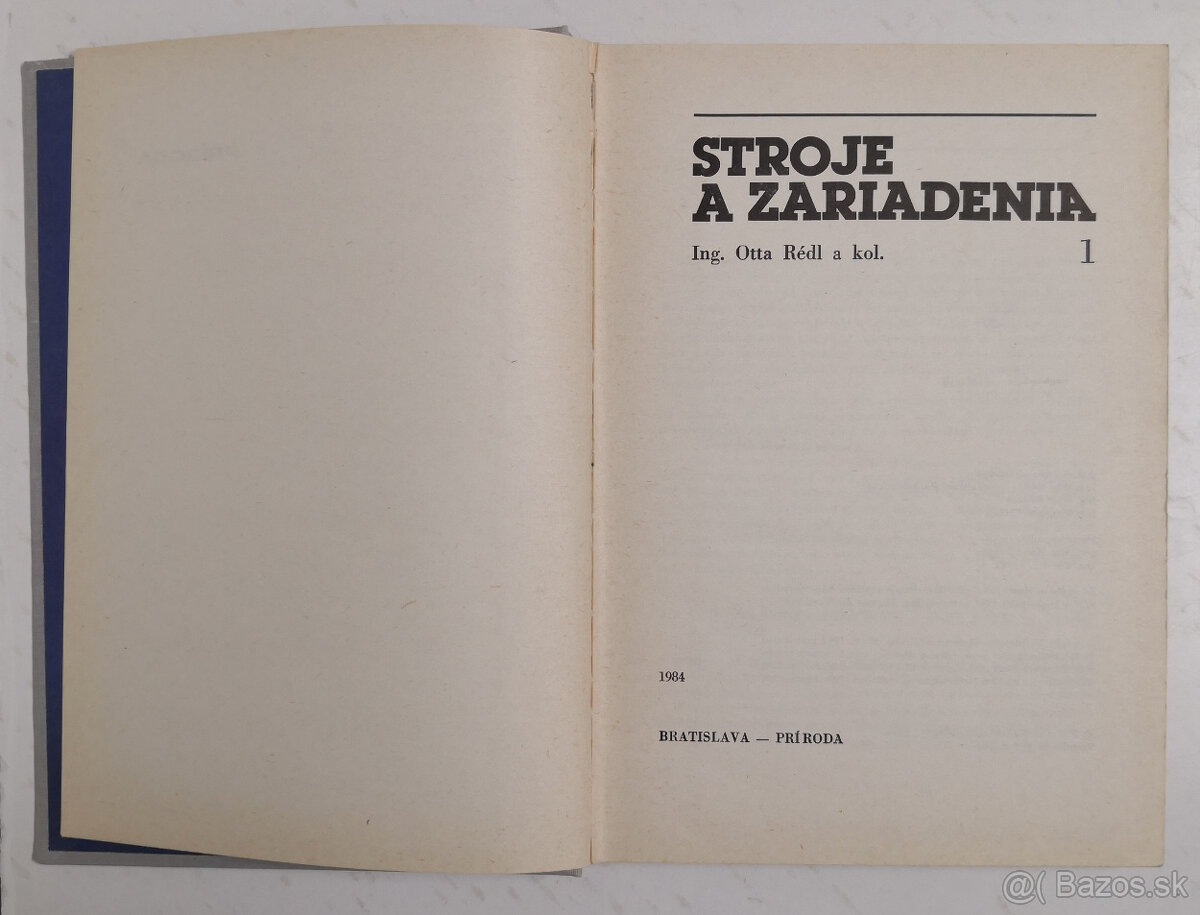 STROJE
A ZARIADENIA
Ing. Otta Rédl a kol. 1
1984
BRATISLAVA — PRÍRODA
@( Bazos.sk